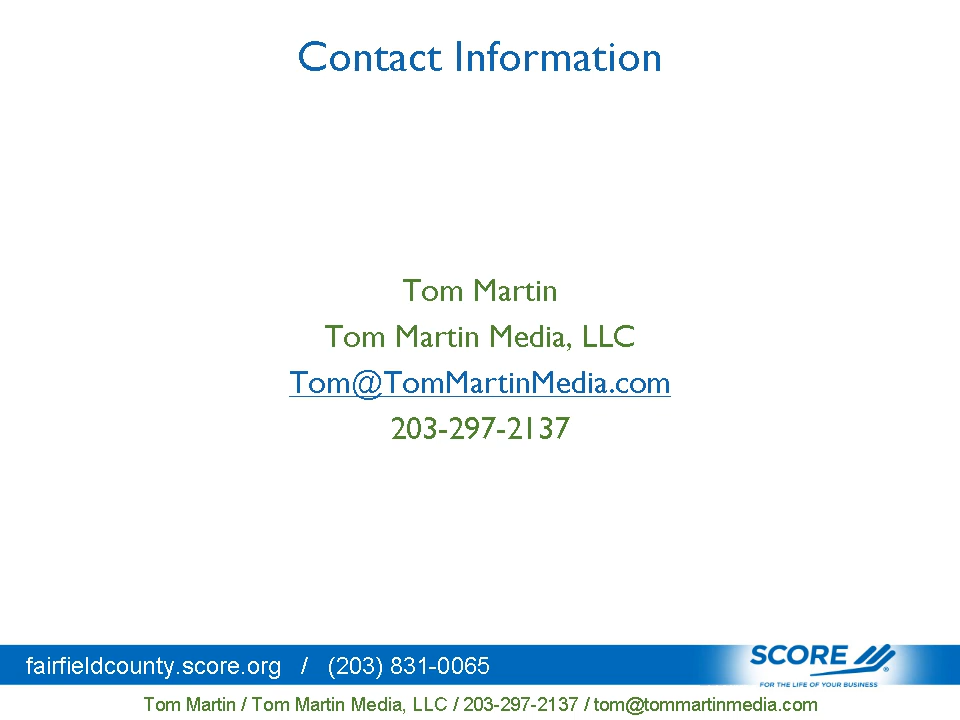 Contact Information
Tom Martin
Tom Martin Media, LLC
Tom@TomMartinMedia.com
203-297-2137
fairfieldcounty.score.org / (203) 831-0065
SCORE
FOR THE LIFE OF YOUR BUSINESS ®
Tom Martin / Tom Martin Media, LLC / 203-297-2137 / tom@tommartinmedia.com